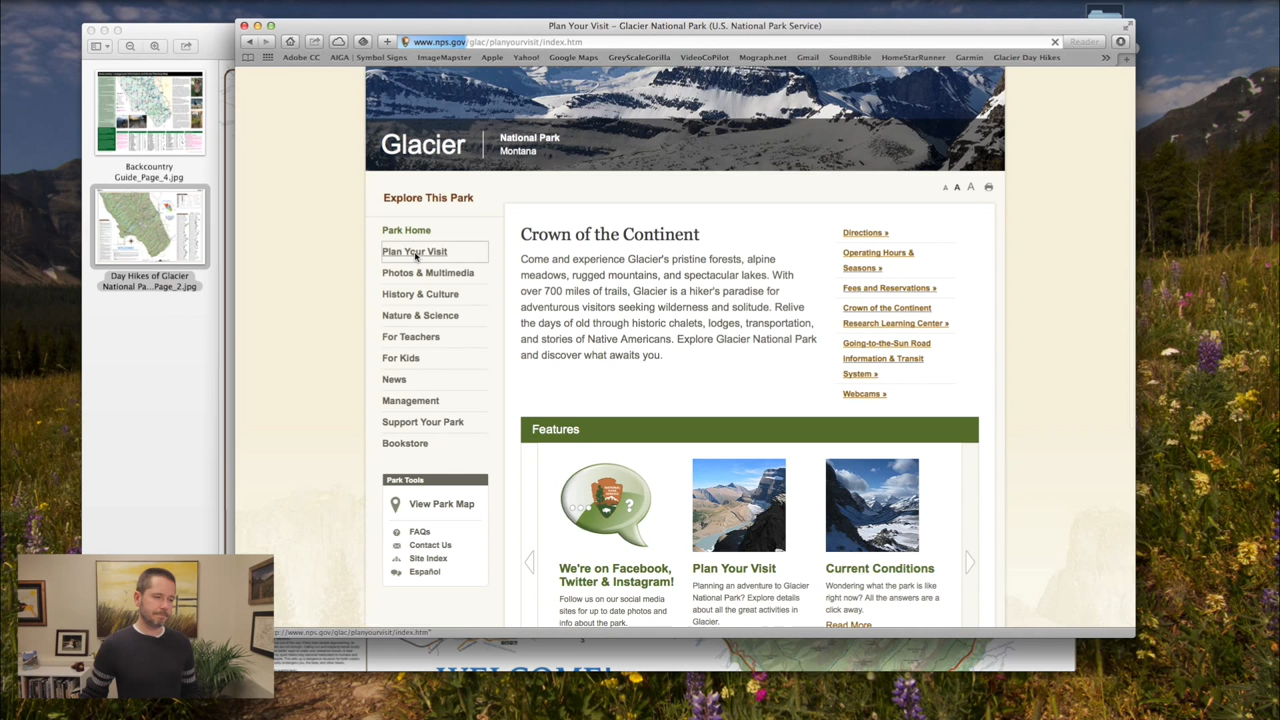 Plan Your Visit – Glacier National Park (U.S. National Park Service)
www.nps.gov/glac/planyourvisit/index.htm
Reader
Adobe CC AIGA | Symbol Signs ImageMapster Apple Yahoo! Google Maps GreyScaleGorilla VideoCoPilot Mograph.net Gmail SoundBible HomeStarRunner Garmin Glacier Day Hikes
Backcountry
Guide_Page_4.jpg
Day Hikes of Glacier
National Pa...Page_2.jpg
Glacier
National Park
Montana
A A A
Explore This Park
Park Home
Plan Your Visit
Photos & Multimedia
History & Culture
Nature & Science
For Teachers
For Kids
News
Management
Support Your Park
Bookstore
Park Tools
View Park Map
FAQs
Contact Us
Site Index
Español
Crown of the Continent
Come and experience Glacier's pristine forests, alpine
meadows, rugged mountains, and spectacular lakes. With
over 700 miles of trails, Glacier is a hiker's paradise for
adventurous visitors seeking wilderness and solitude. Relive
the days of old through historic chalets, lodges, transportation,
and stories of Native Americans. Explore Glacier National Park
and discover what awaits you.
Directions »
Operating Hours &
Seasons »
Fees and Reservations »
Crown of the Continent
Research Learning Center »
Going-to-the-Sun Road
Information & Transit
System »
Webcams »
Features
We're on Facebook,
Twitter & Instagram!
Follow us on our social media
sites for up to date photos and
info about the park.
Plan Your Visit
Planning an adventure to Glacier
National Park? Explore details
about all the great activities in
Glacier.
Current Conditions
Wondering what the park is like
right now? All the answers are a
click away.
Read More
p://www.nps.gov/glac/planyourvisit/index.htm"
WELCOME!